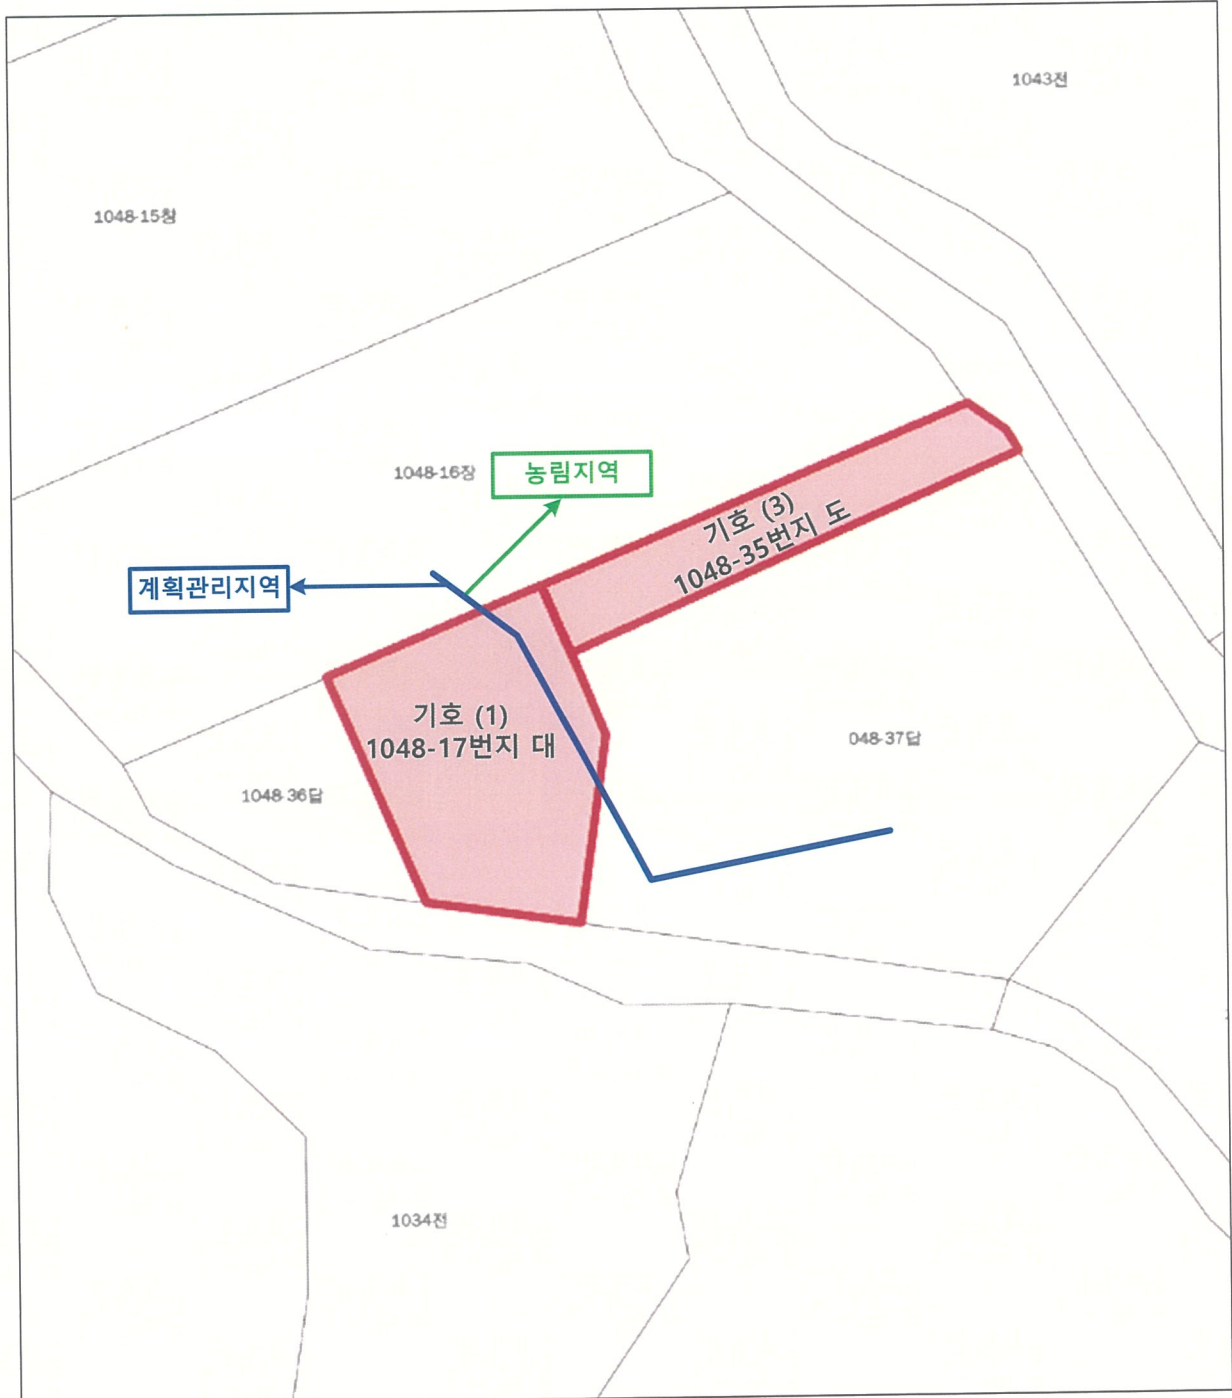 1043전
1048-15창
1048-16장
농림지역
기호 (3)
1048-35번지 도
계획관리지역
기호 (1)
1048-17번지 대
048-37답
1048-36답
1034전